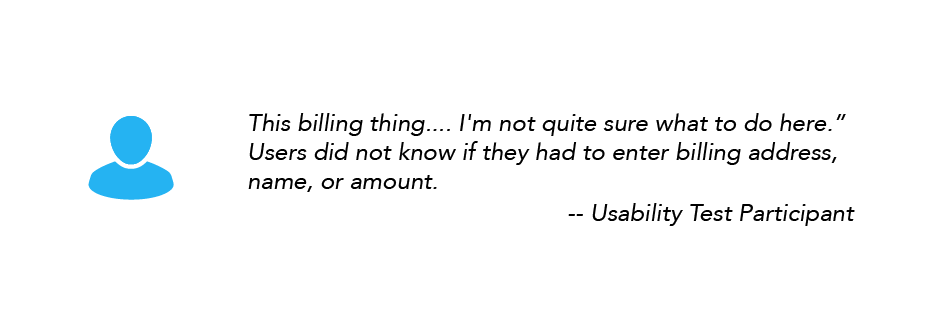 This billing thing.... I'm not quite sure what to do here.”
Users did not know if they had to enter billing address,
name, or amount.
-- Usability Test Participant